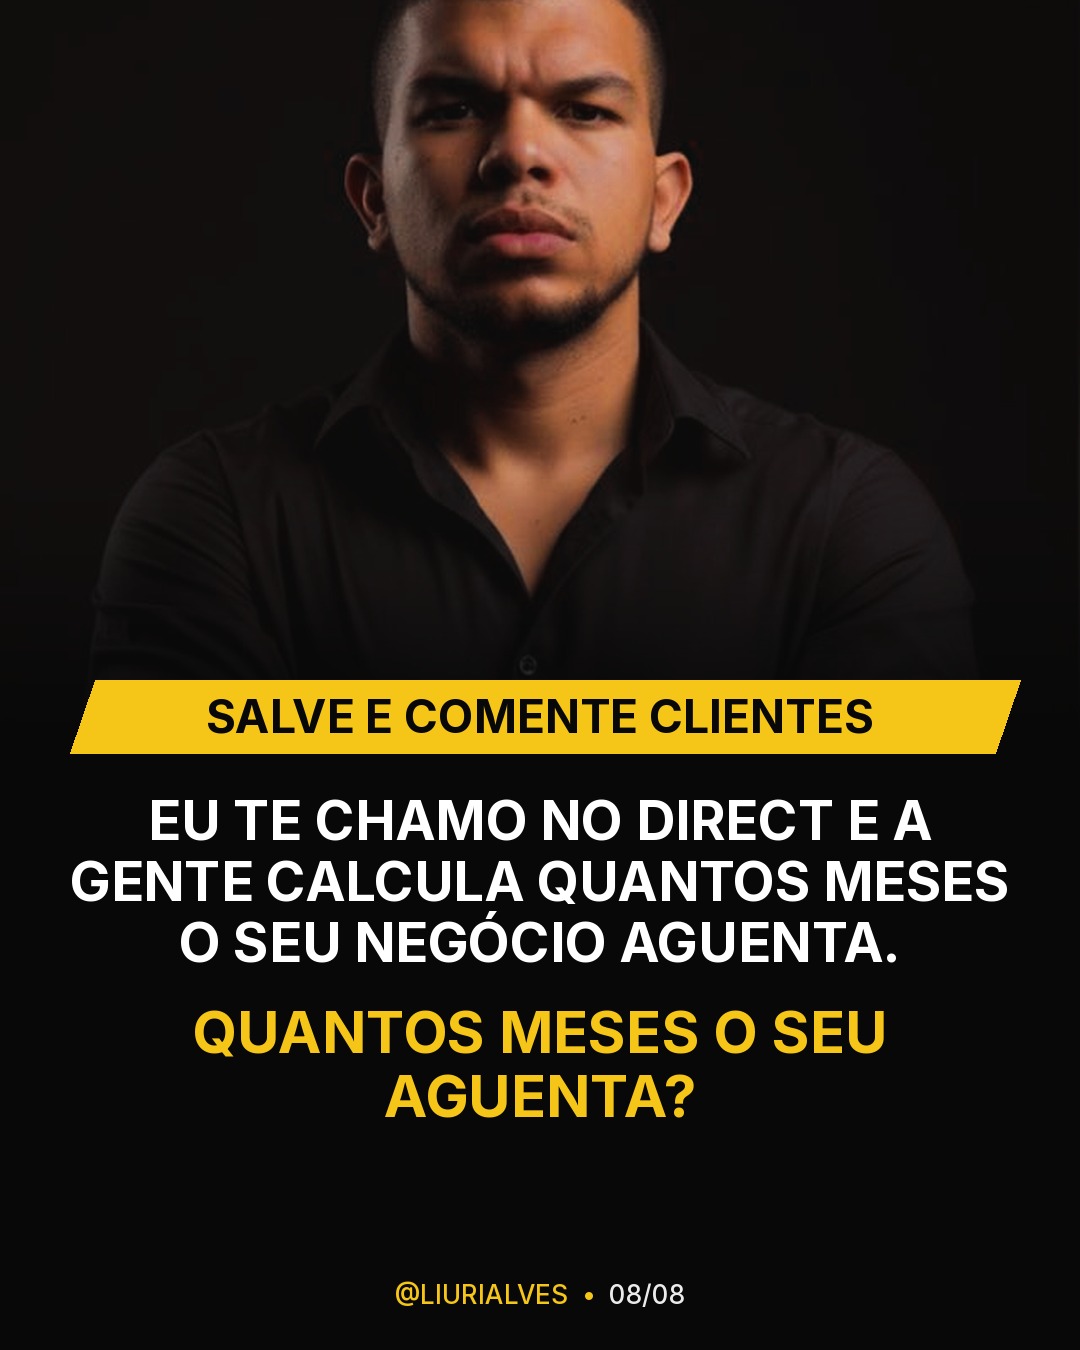 SALVE E COMENTE CLIENTES
EU TE CHAMO NO DIRECT E A
GENTE CALCULA QUANTOS MESES
O SEU NEGÓCIO AGUENTA.
QUANTOS MESES O SEU
AGUENTA?
@LIURIALVES • 08/08